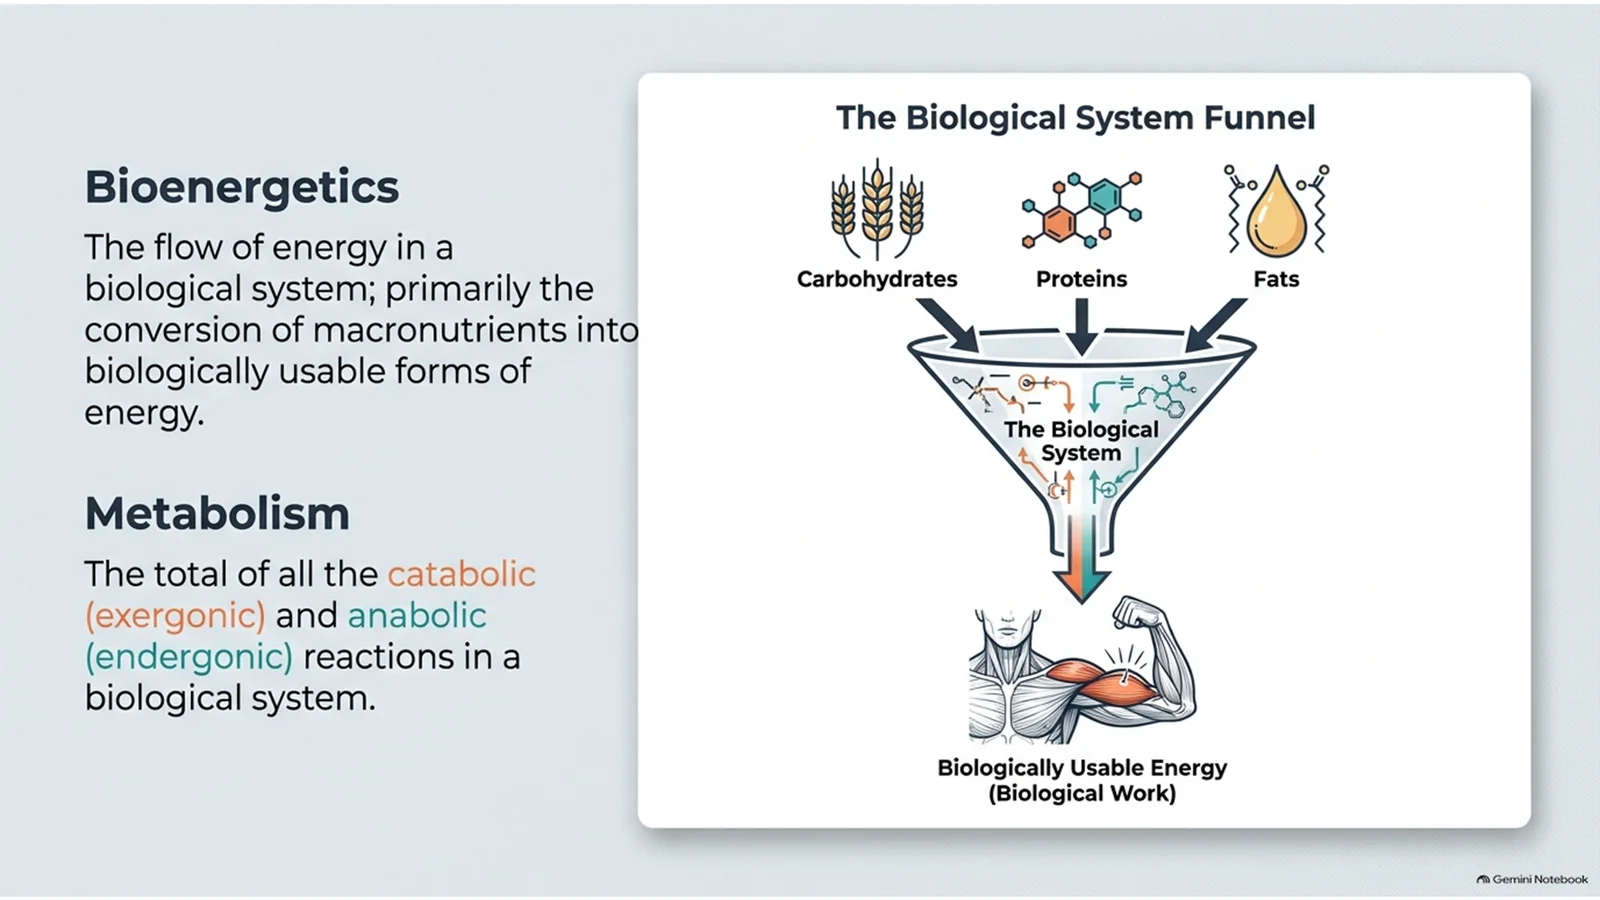 Bioenergetics
The flow of energy in a
biological system; primarily the
conversion of macronutrients into
biologically usable forms of
energy.
Metabolism
The total of all the catabolic
(exergonic) and anabolic
(endergonic) reactions in a
biological system.
The Biological System Funnel
Carbohydrates
Proteins
Fats
The Biological
System
Biologically Usable Energy
(Biological Work)
Gemini Notebook